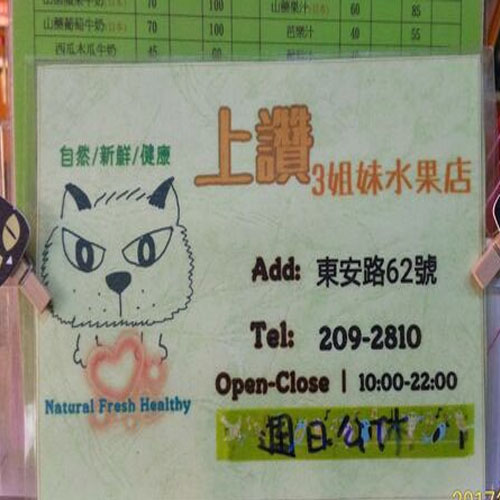 山藥葡萄牛奶(日本) 70 100 芭樂汁 40 55
西瓜木瓜牛奶 45
上讚
自然/新鮮/健康
3姐妹水果店
Add: 東安路62號
Tel: 209-2810
Open-Close | 10:00-22:00
Natural Fresh Healthy
週日公休